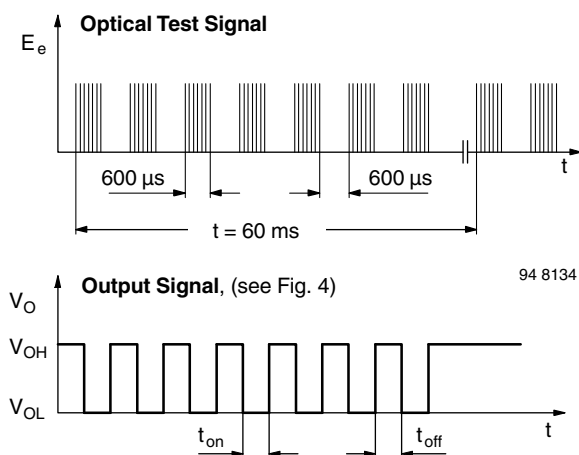 Optical Test Signal
E e
600 µs
600 µs
t
t = 60 ms
94 8134
Output Signal, (see Fig. 4)
V O
V OH
V OL
t on
t off
t